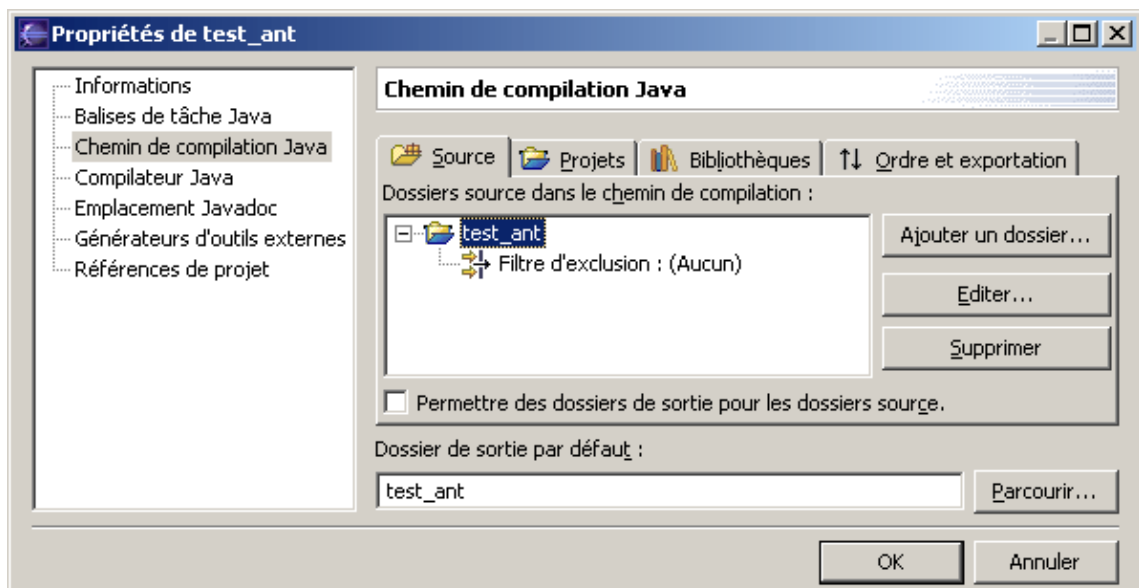 Propriétés de test_ant
Informations
Balises de tâche Java
Chemin de compilation Java
Compilateur Java
Emplacement Javadoc
Générateurs d'outils externes
Références de projet
Chemin de compilation Java
Source Projets Bibliothèques Ordre et exportation
Dossiers source dans le chemin de compilation :
test_ant
Filtre d'exclusion : (Aucun)
Ajouter un dossier...
Editer...
Supprimer
Permettre des dossiers de sortie pour les dossiers source.
Dossier de sortie par défaut :
test_ant
Parcourir...
OK Annuler